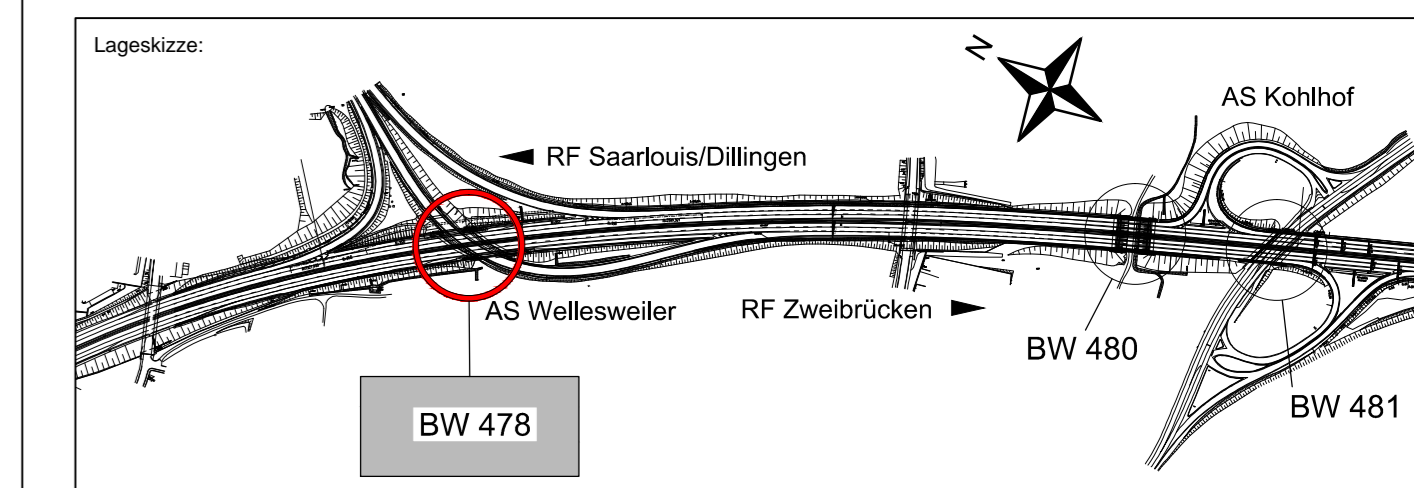 Lageskizze:
N
AS Kohlhof
RF Saarlouis/Dillingen
AS Wellesweiler
RF Zweibrücken
BW 480
BW 481
BW 478